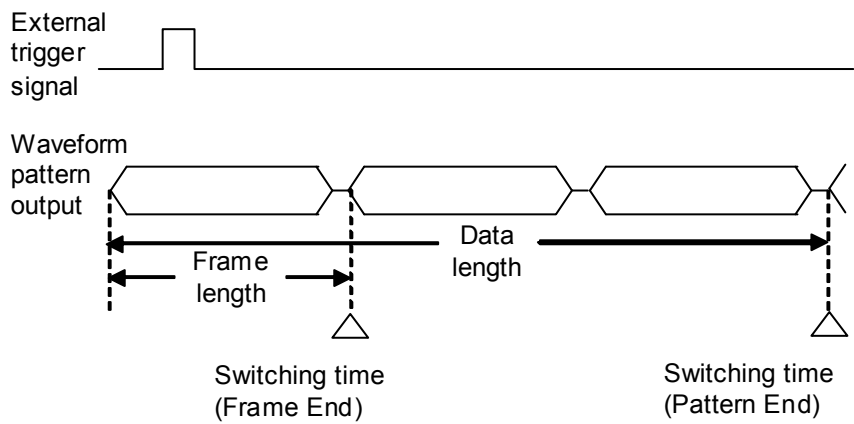 External
trigger
signal
Waveform
pattern
output
Data
length
Frame
length
Switching time
(Frame End)
Switching time
(Pattern End)